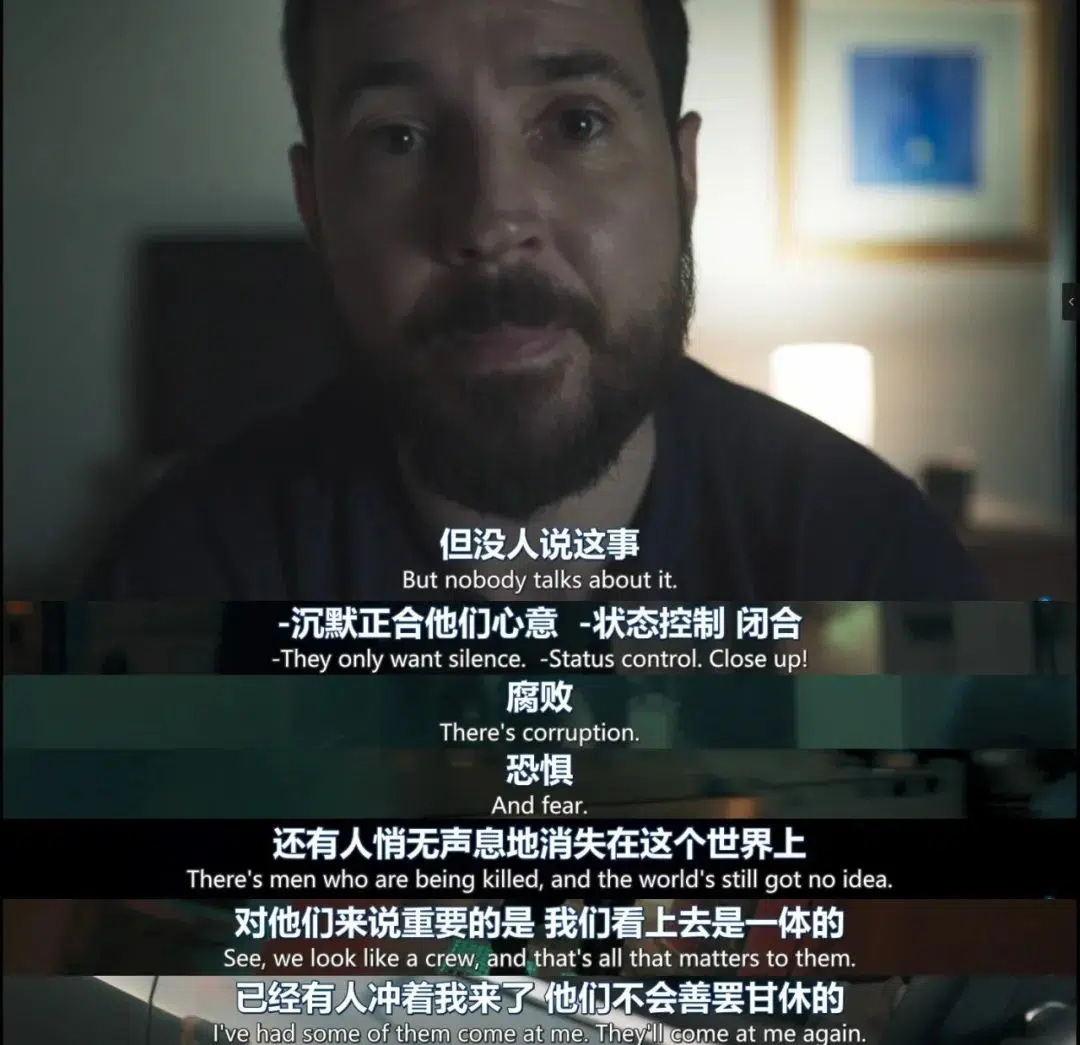 但没人说这事
But nobody talks about it.
-沉默正合他们心意 -状态控制 闭合
-They only want silence. -Status control. Close up!
腐败
There's corruption.
恐惧
And fear.
还有人悄无声息地消失在这个世界上
There's men who are being killed, and the world's still got no idea.
对他们来说重要的是 我们看上去是一体的
See, we look like a crew, and that's all that matters to them.
已经有人冲着我来了 他们不会善罢甘休的
I've had some of them come at me. They'll come at me again.